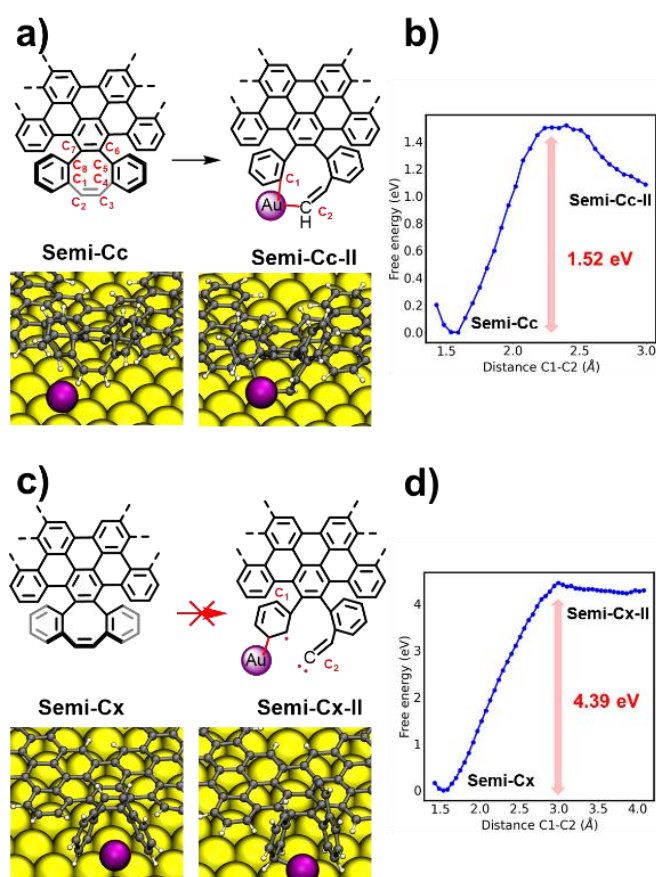 a)
b)
C7
C6
C8
C5
C1
C4
C2
C3
C1
Au
C2
H
C
Semi-Cc
Semi-Cc-II
Free energy (eV)
1.4
1.2
1.0
0.8
0.6
0.4
0.2
0.0
Semi-Cc-II
1.52 eV
Semi-Cc
1.5
2.0
2.5
3.0
Distance C1-C2 (Å)
c)
d)
C1
Au
C
C2
Semi-Cx
Semi-Cx-II
Free energy (eV)
4
3
2
1
0
Semi-Cx-II
4.39 eV
Semi-Cx
1.5
2.0
2.5
3.0
3.5
4.0
Distance C1-C2 (Å)